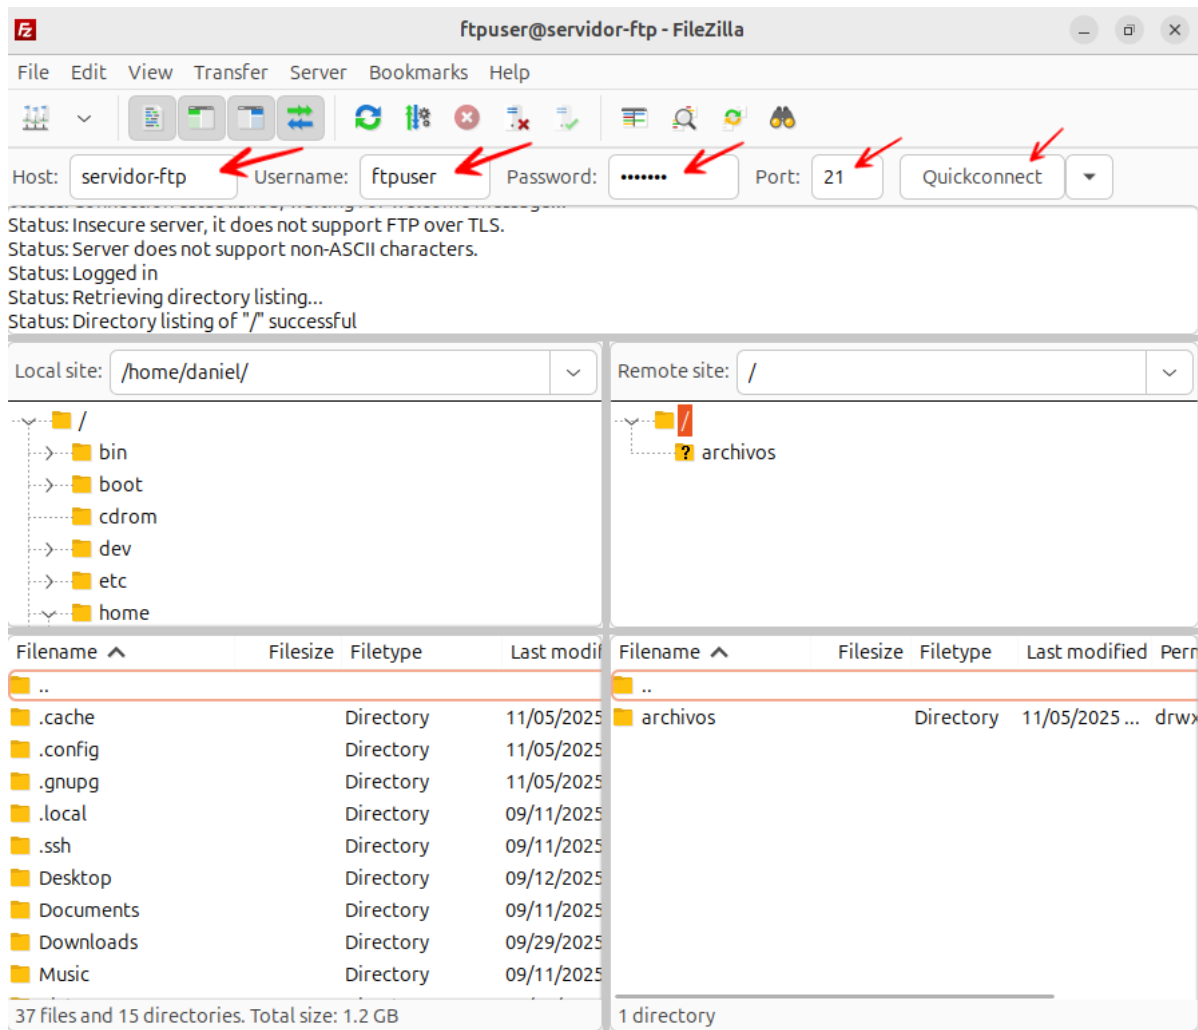 ftpuser@servidor-ftp - FileZilla
File Edit View Transfer Server Bookmarks Help
Host: servidor-ftp Username: ftpuser Password: ••••••• Port: 21 Quickconnect
Status: Insecure server, it does not support FTP over TLS.
Status: Server does not support non-ASCII characters.
Status: Logged in
Status: Retrieving directory listing...
Status: Directory listing of "/" successful
Local site: /home/daniel/
Remote site: /
/
bin
boot
cdrom
dev
etc
home
/
? archivos
Filename Filesize Filetype Last modif
..
.cache Directory 11/05/2025
.config Directory 11/05/2025
.gnupg Directory 11/05/2025
.local Directory 09/11/2025
.ssh Directory 09/11/2025
Desktop Directory 09/12/2025
Documents Directory 09/11/2025
Downloads Directory 09/29/2025
Music Directory 09/11/2025
37 files and 15 directories. Total size: 1.2 GB
Filename Filesize Filetype Last modified Perm
..
archivos Directory 11/05/2025 ... drwx
1 directory